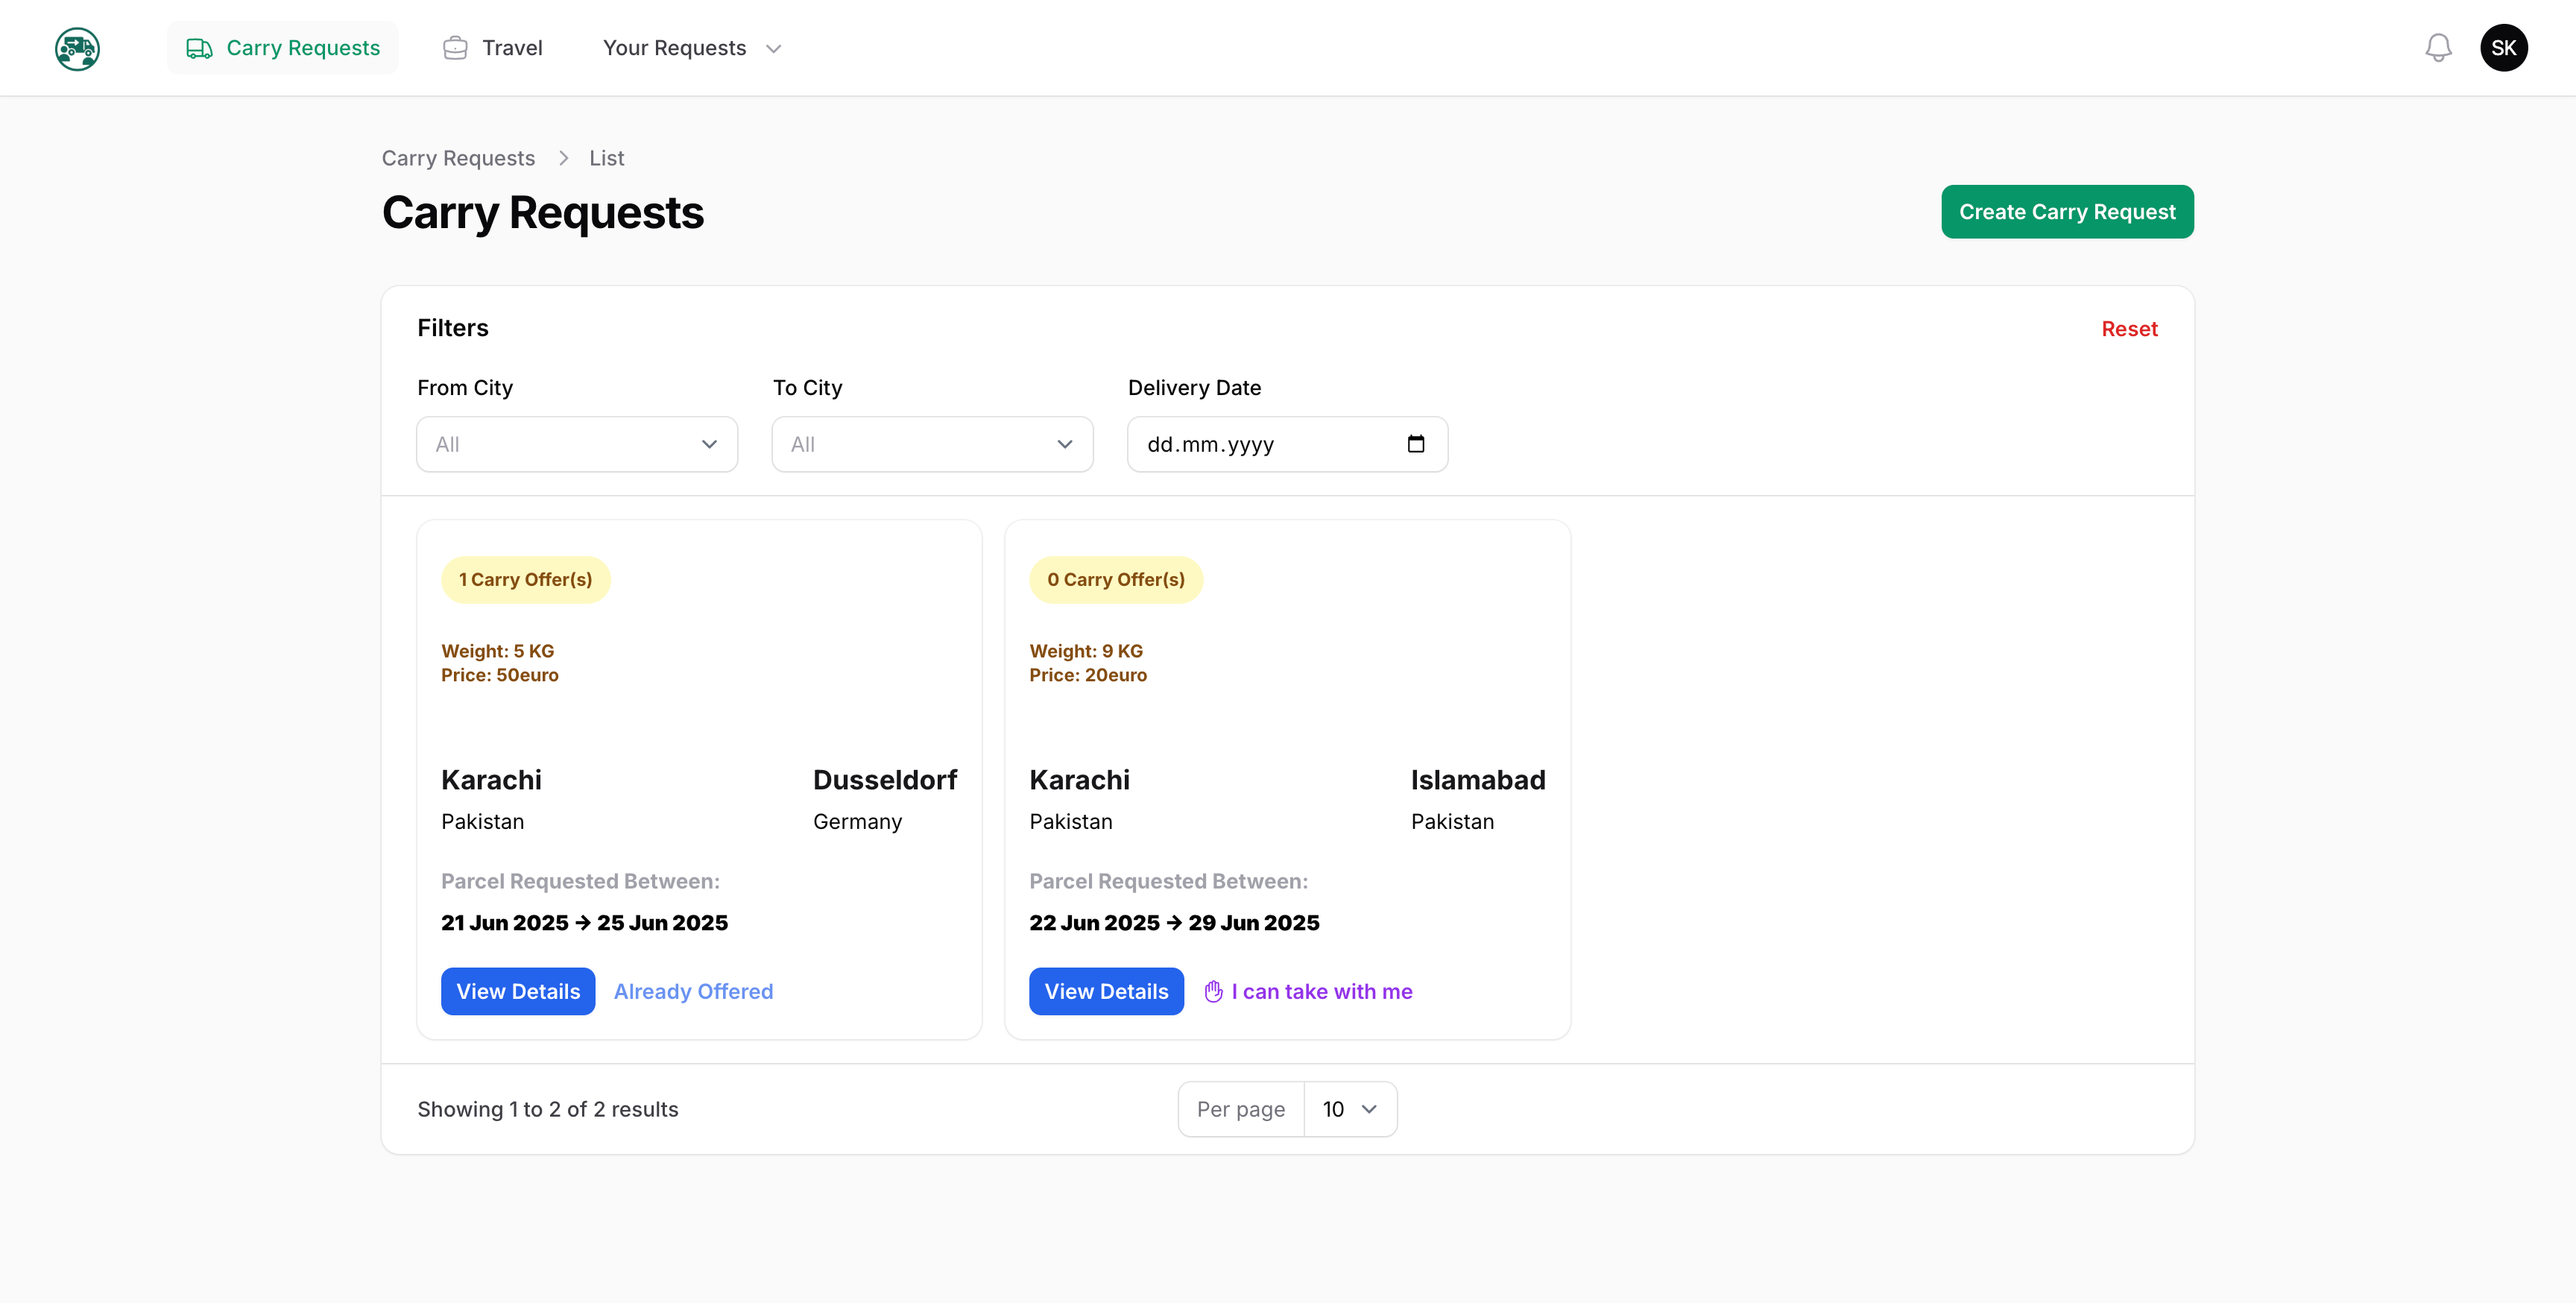 Carry Requests
Travel
Your Requests
SK
Carry Requests > List
Carry Requests
Create Carry Request
Filters
Reset
From City
To City
Delivery Date
All
All
dd.mm.yyyy
1 Carry Offer(s)
Weight: 5 KG
Price: 50euro
Karachi
Dusseldorf
Pakistan
Germany
Parcel Requested Between:
21 Jun 2025 → 25 Jun 2025
View Details
Already Offered
0 Carry Offer(s)
Weight: 9 KG
Price: 20euro
Karachi
Islamabad
Pakistan
Pakistan
Parcel Requested Between:
22 Jun 2025 → 29 Jun 2025
View Details
I can take with me
Showing 1 to 2 of 2 results
Per page
10